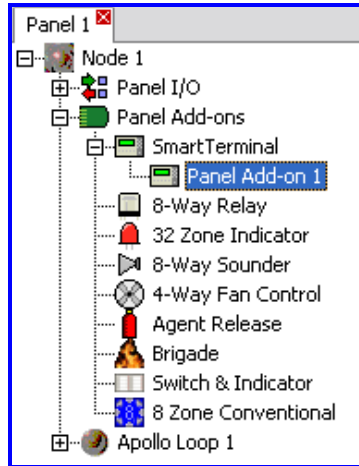 Panel 1
Node 1
Panel I/O
Panel Add-ons
SmartTerminal
Panel Add-on 1
8-Way Relay
32 Zone Indicator
8-Way Sounder
4-Way Fan Control
Agent Release
Brigade
Switch & Indicator
8 Zone Conventional
Apollo Loop 1